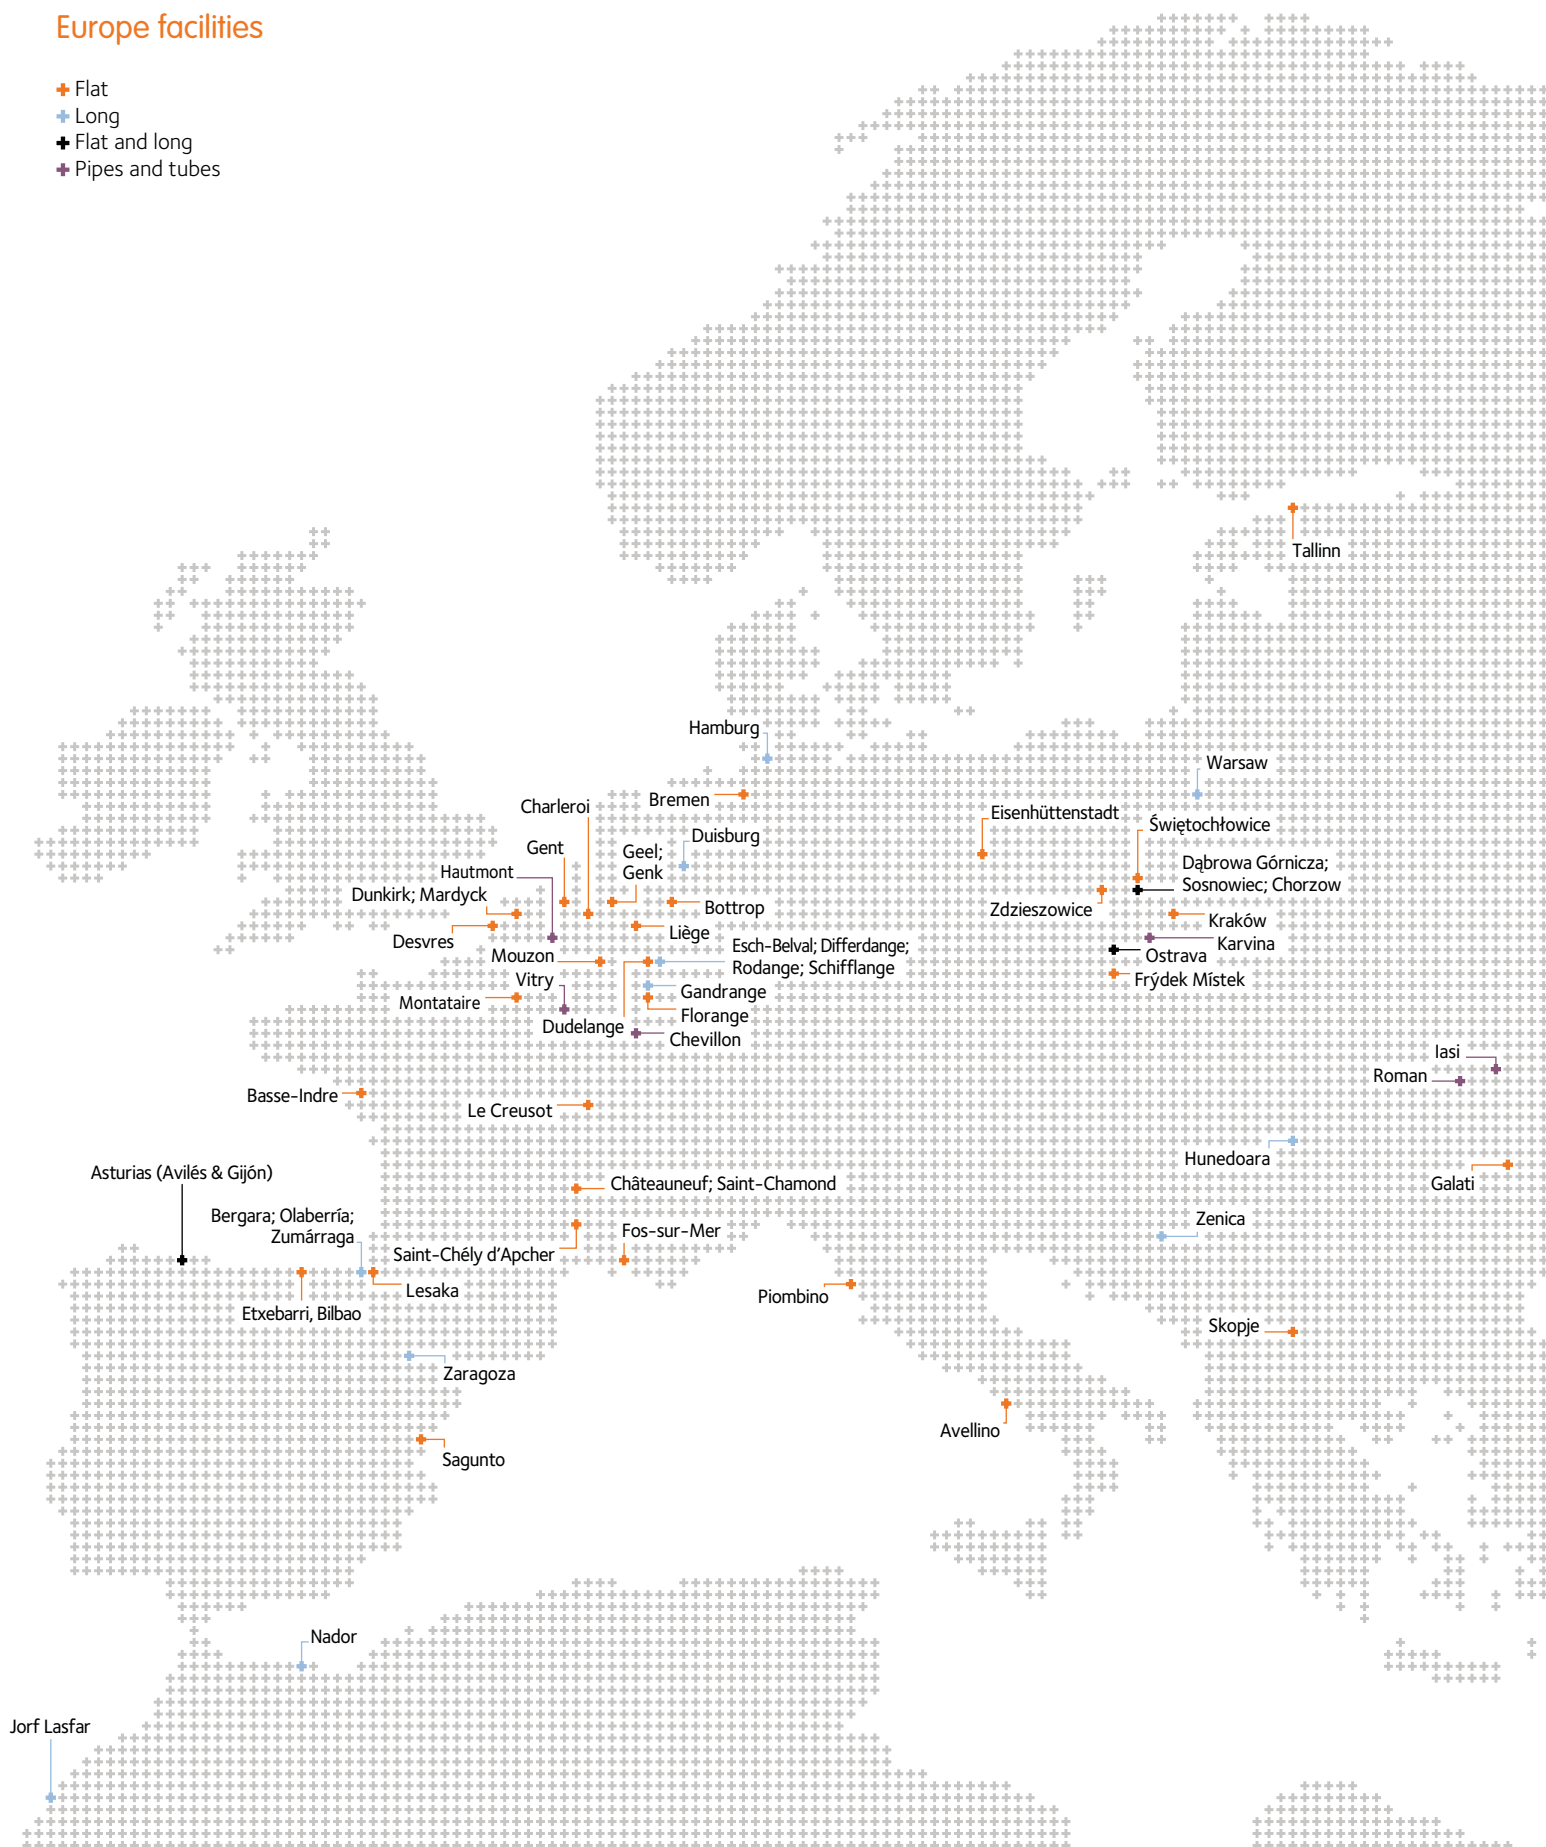 Europe facilities
Flat
Long
Flat and long
Pipes and tubes
Tallinn
Hamburg
Warsaw
Bremen
Charleroi
Eisenhüttenstadt
Świętochłowice
Duisburg
Gent
Geel;
Genk
Dąbrowa Górnicza;
Sosnowiec; Chorzow
Hautmont
Dunkirk; Mardyck
Bottrop
Zdzieszowice
Kraków
Liège
Desvres
Karvina
Esch-Belval; Differdange;
Rodange; Schifflange
Mouzon
Ostrava
Vitry
Frýdek Místek
Gandrange
Montataire
Florange
Dudelange
Chevillon
Iasi
Roman
Basse-Indre
Le Creusot
Hunedoara
Asturias (Avilés & Gijón)
Châteauneuf; Saint-Chamond
Galati
Bergara; Olaberría;
Zumárraga
Zenica
Fos-sur-Mer
Saint-Chély d'Apcher
Lesaka
Piombino
Etxebarri, Bilbao
Skopje
Zaragoza
Avellino
Sagunto
Nador
Jorf Lasfar